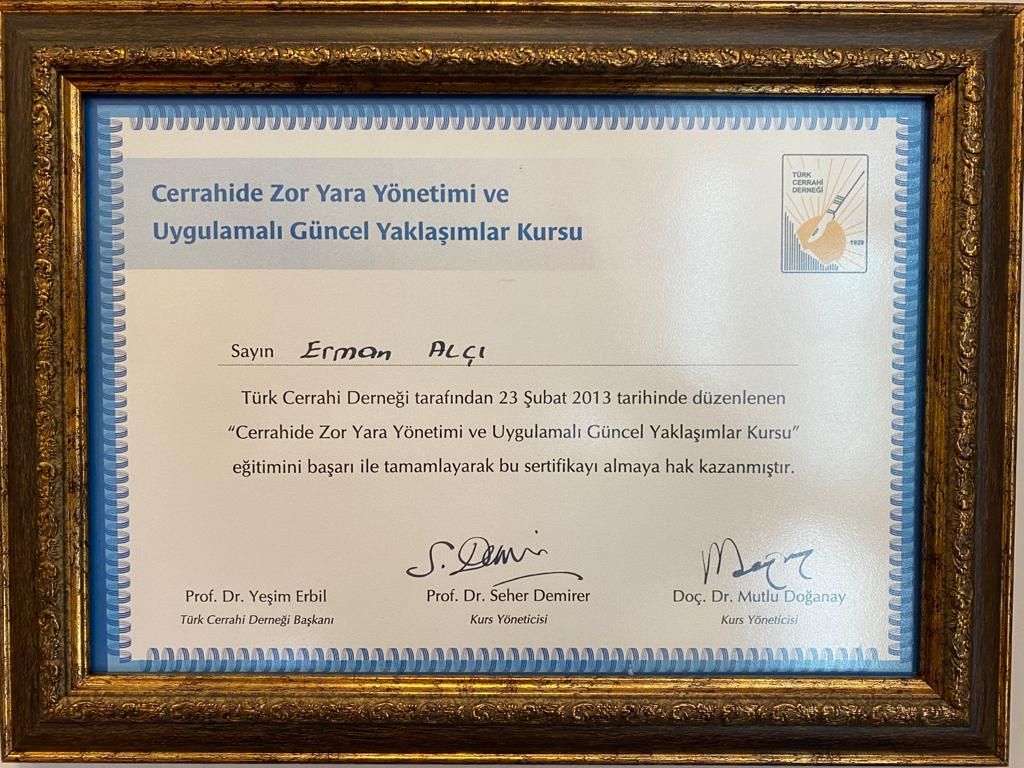 Cerrahide Zor Yara Yönetimi ve
Uygulamalı Güncel Yaklaşımlar Kursu
TÜRK
CERRAHİ
DERNEĞİ
1929
Sayın Erman ALÇI
Türk Cerrahi Derneği tarafından 23 Şubat 2013 tarihinde düzenlenen
“Cerrahide Zor Yara Yönetimi ve Uygulamalı Güncel Yaklaşımlar Kursu”
eğitimini başarı ile tamamlayarak bu sertifikayı almaya hak kazanmıştır.
S. Demir
Prof. Dr. Yeşim Erbil
Türk Cerrahi Derneği Başkanı
Prof. Dr. Seher Demirer
Kurs Yöneticisi
Doç. Dr. Mutlu Doğanay
Kurs Yöneticisi